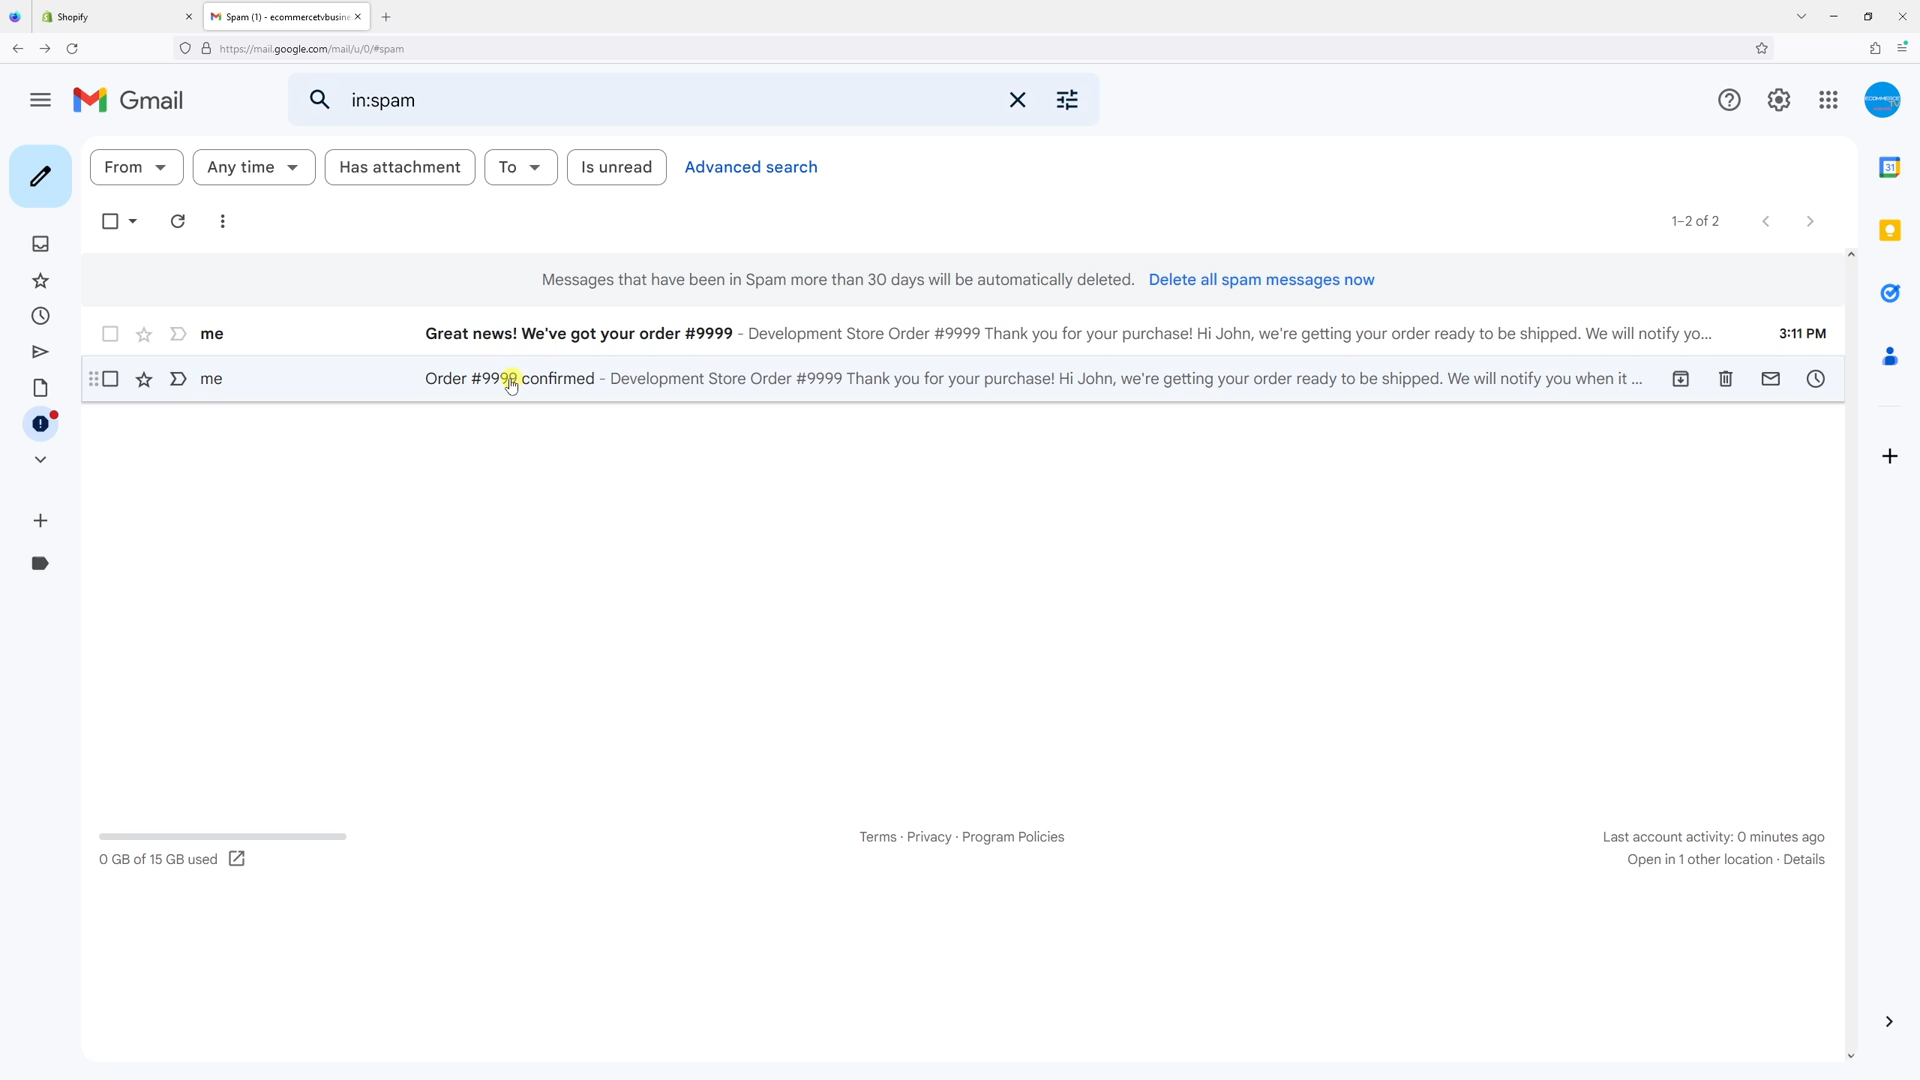 Shopify
Spam (1) - ecommercetvbusine
https://mail.google.com/mail/u/0/#spam
Gmail
in:spam
From
Any time
Has attachment
To
Is unread
Advanced search
1–2 of 2
31
Messages that have been in Spam more than 30 days will be automatically deleted. Delete all spam messages now
me Great news! We've got your order #9999 - Development Store Order #9999 Thank you for your purchase! Hi John, we're getting your order ready to be shipped. We will notify yo... 3:11 PM
me Order #9999 confirmed - Development Store Order #9999 Thank you for your purchase! Hi John, we're getting your order ready to be shipped. We will notify you when it ...
0 GB of 15 GB used
Terms · Privacy · Program Policies
Last account activity: 0 minutes ago
Open in 1 other location · Details